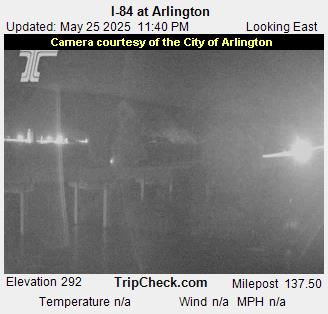 I-84 at Arlington
Updated: May 25 2025 11:40 PM Looking East
Camera courtesy of the City of Arlington
Elevation 292 TripCheck.com Milepost 137.50
Temperature n/a Wind n/a MPH n/a